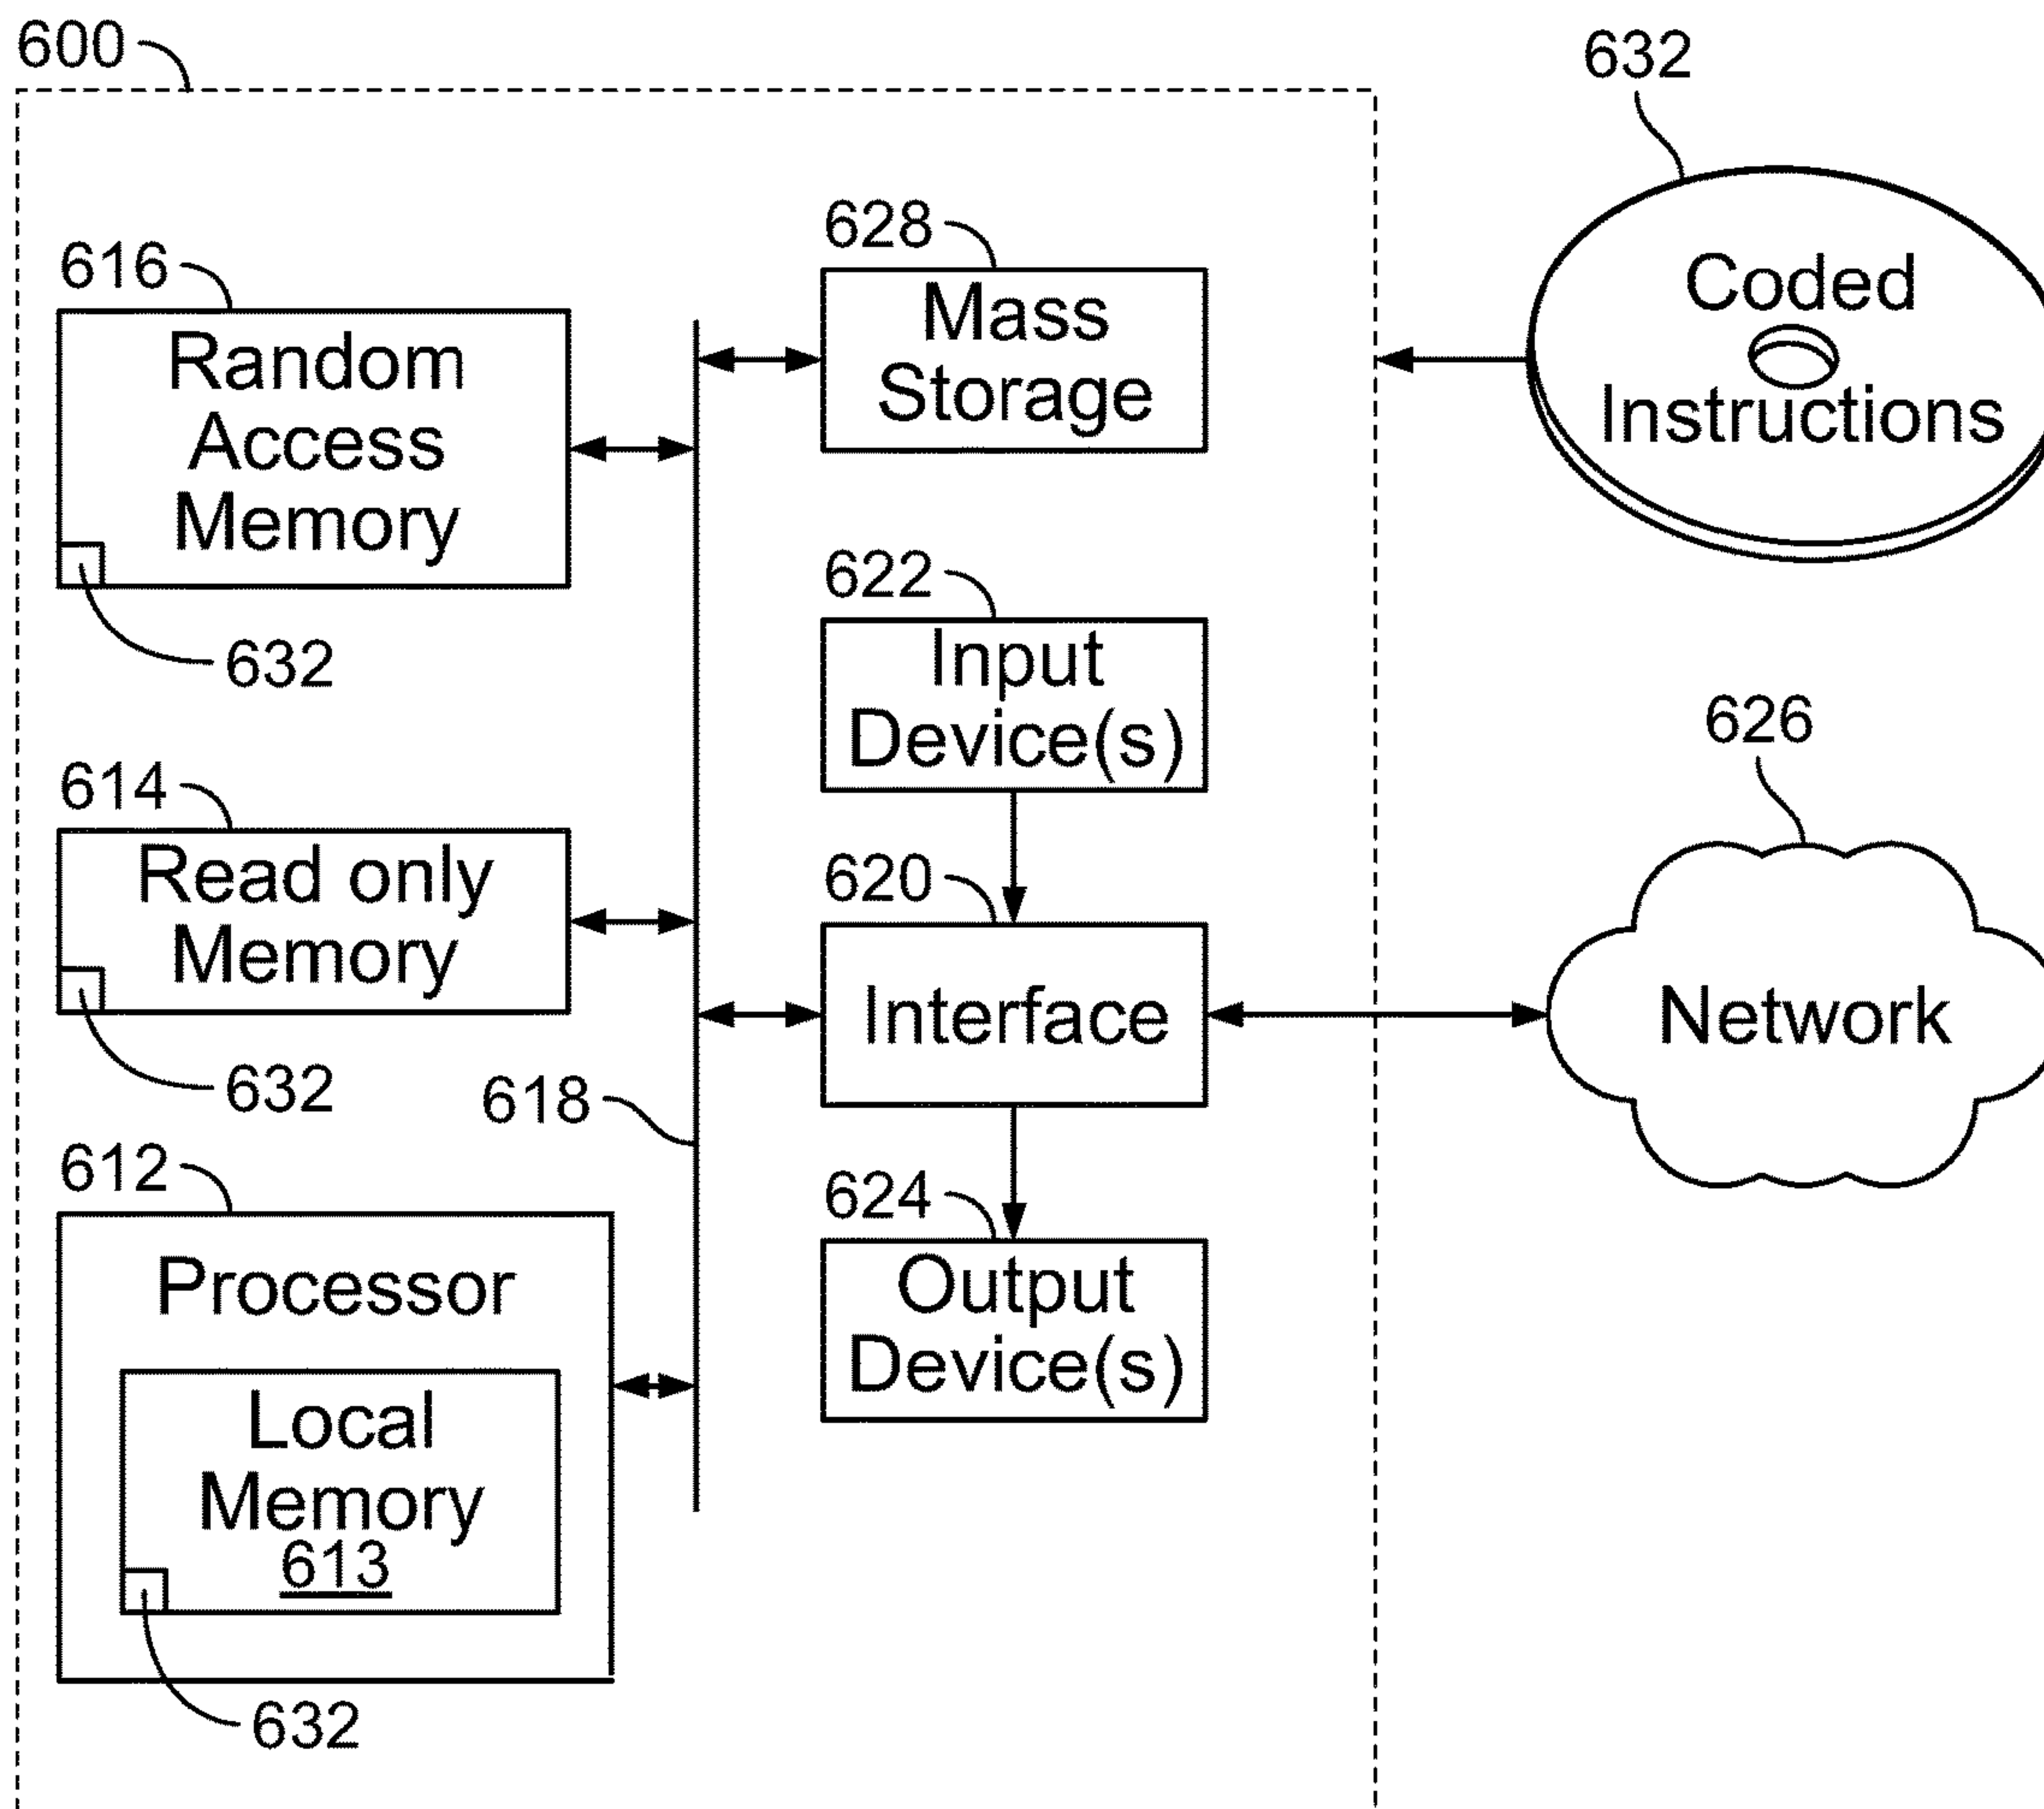 600
632
628
616
Mass
Storage
Random
Access
Memory
632
Coded
Instructions
622
Input
Device(s)
626
614
Read only
Memory
632
620
Interface
Network
618
612
Processor
Local
Memory
613
632
624
Output
Device(s)